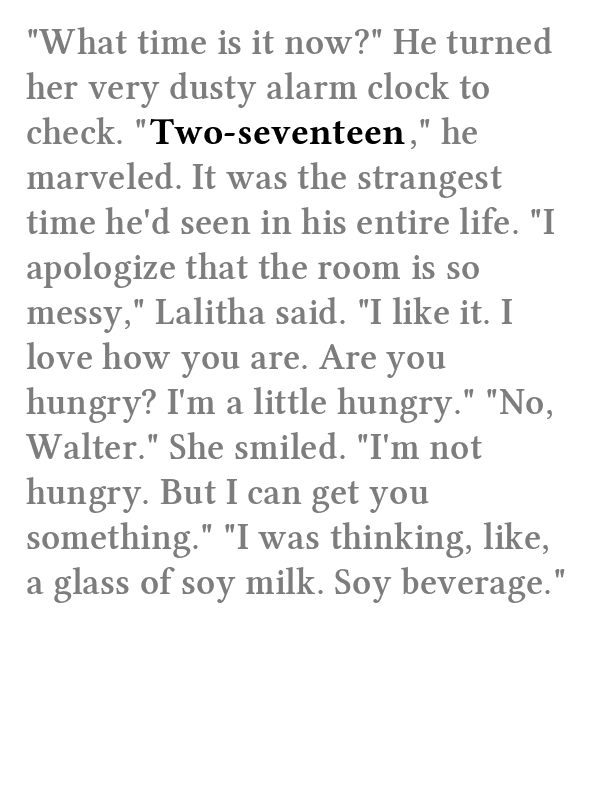 "What time is it now?" He turned
her very dusty alarm clock to
check. "Two-seventeen," he
marveled. It was the strangest
time he'd seen in his entire life. "I
apologize that the room is so
messy," Lalitha said. "I like it. I
love how you are. Are you
hungry? I'm a little hungry." "No,
Walter." She smiled. "I'm not
hungry. But I can get you
something." "I was thinking, like,
a glass of soy milk. Soy beverage."